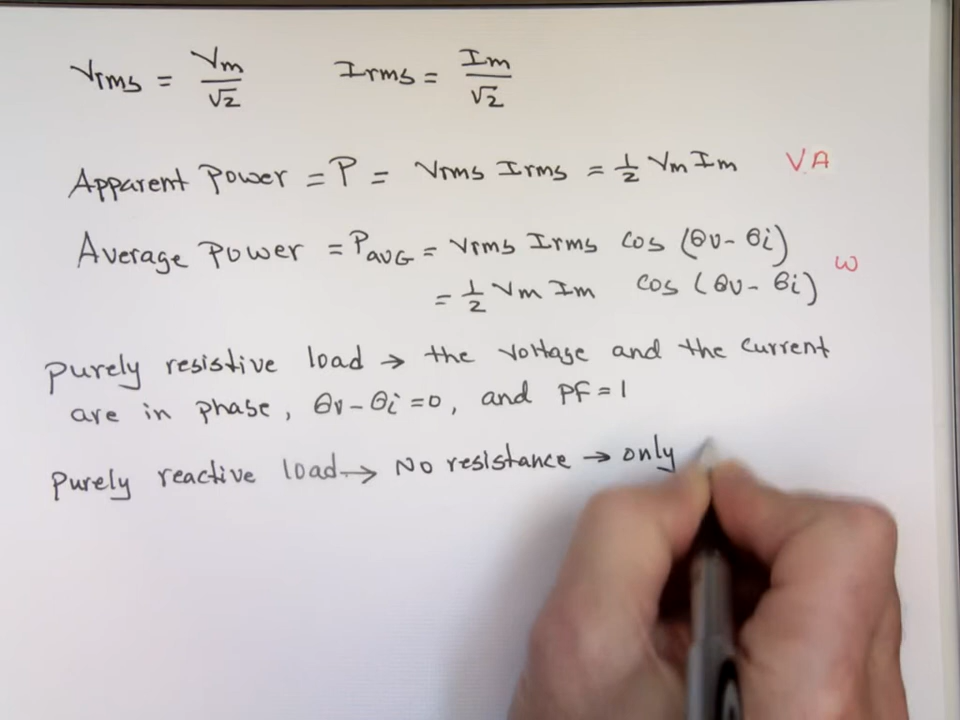 Vrms = Vm/√2 Irms = Im/√2
Apparent Power = P = Vrms Irms = 1/2 Vm Im VA
Average Power = PAVG = Vrms Irms cos (θv - θi)
= 1/2 Vm Im cos (θv - θi) W
Purely resistive load → the voltage and the current
are in phase, θv - θi = 0, and PF = 1
Purely reactive load → No resistance → only